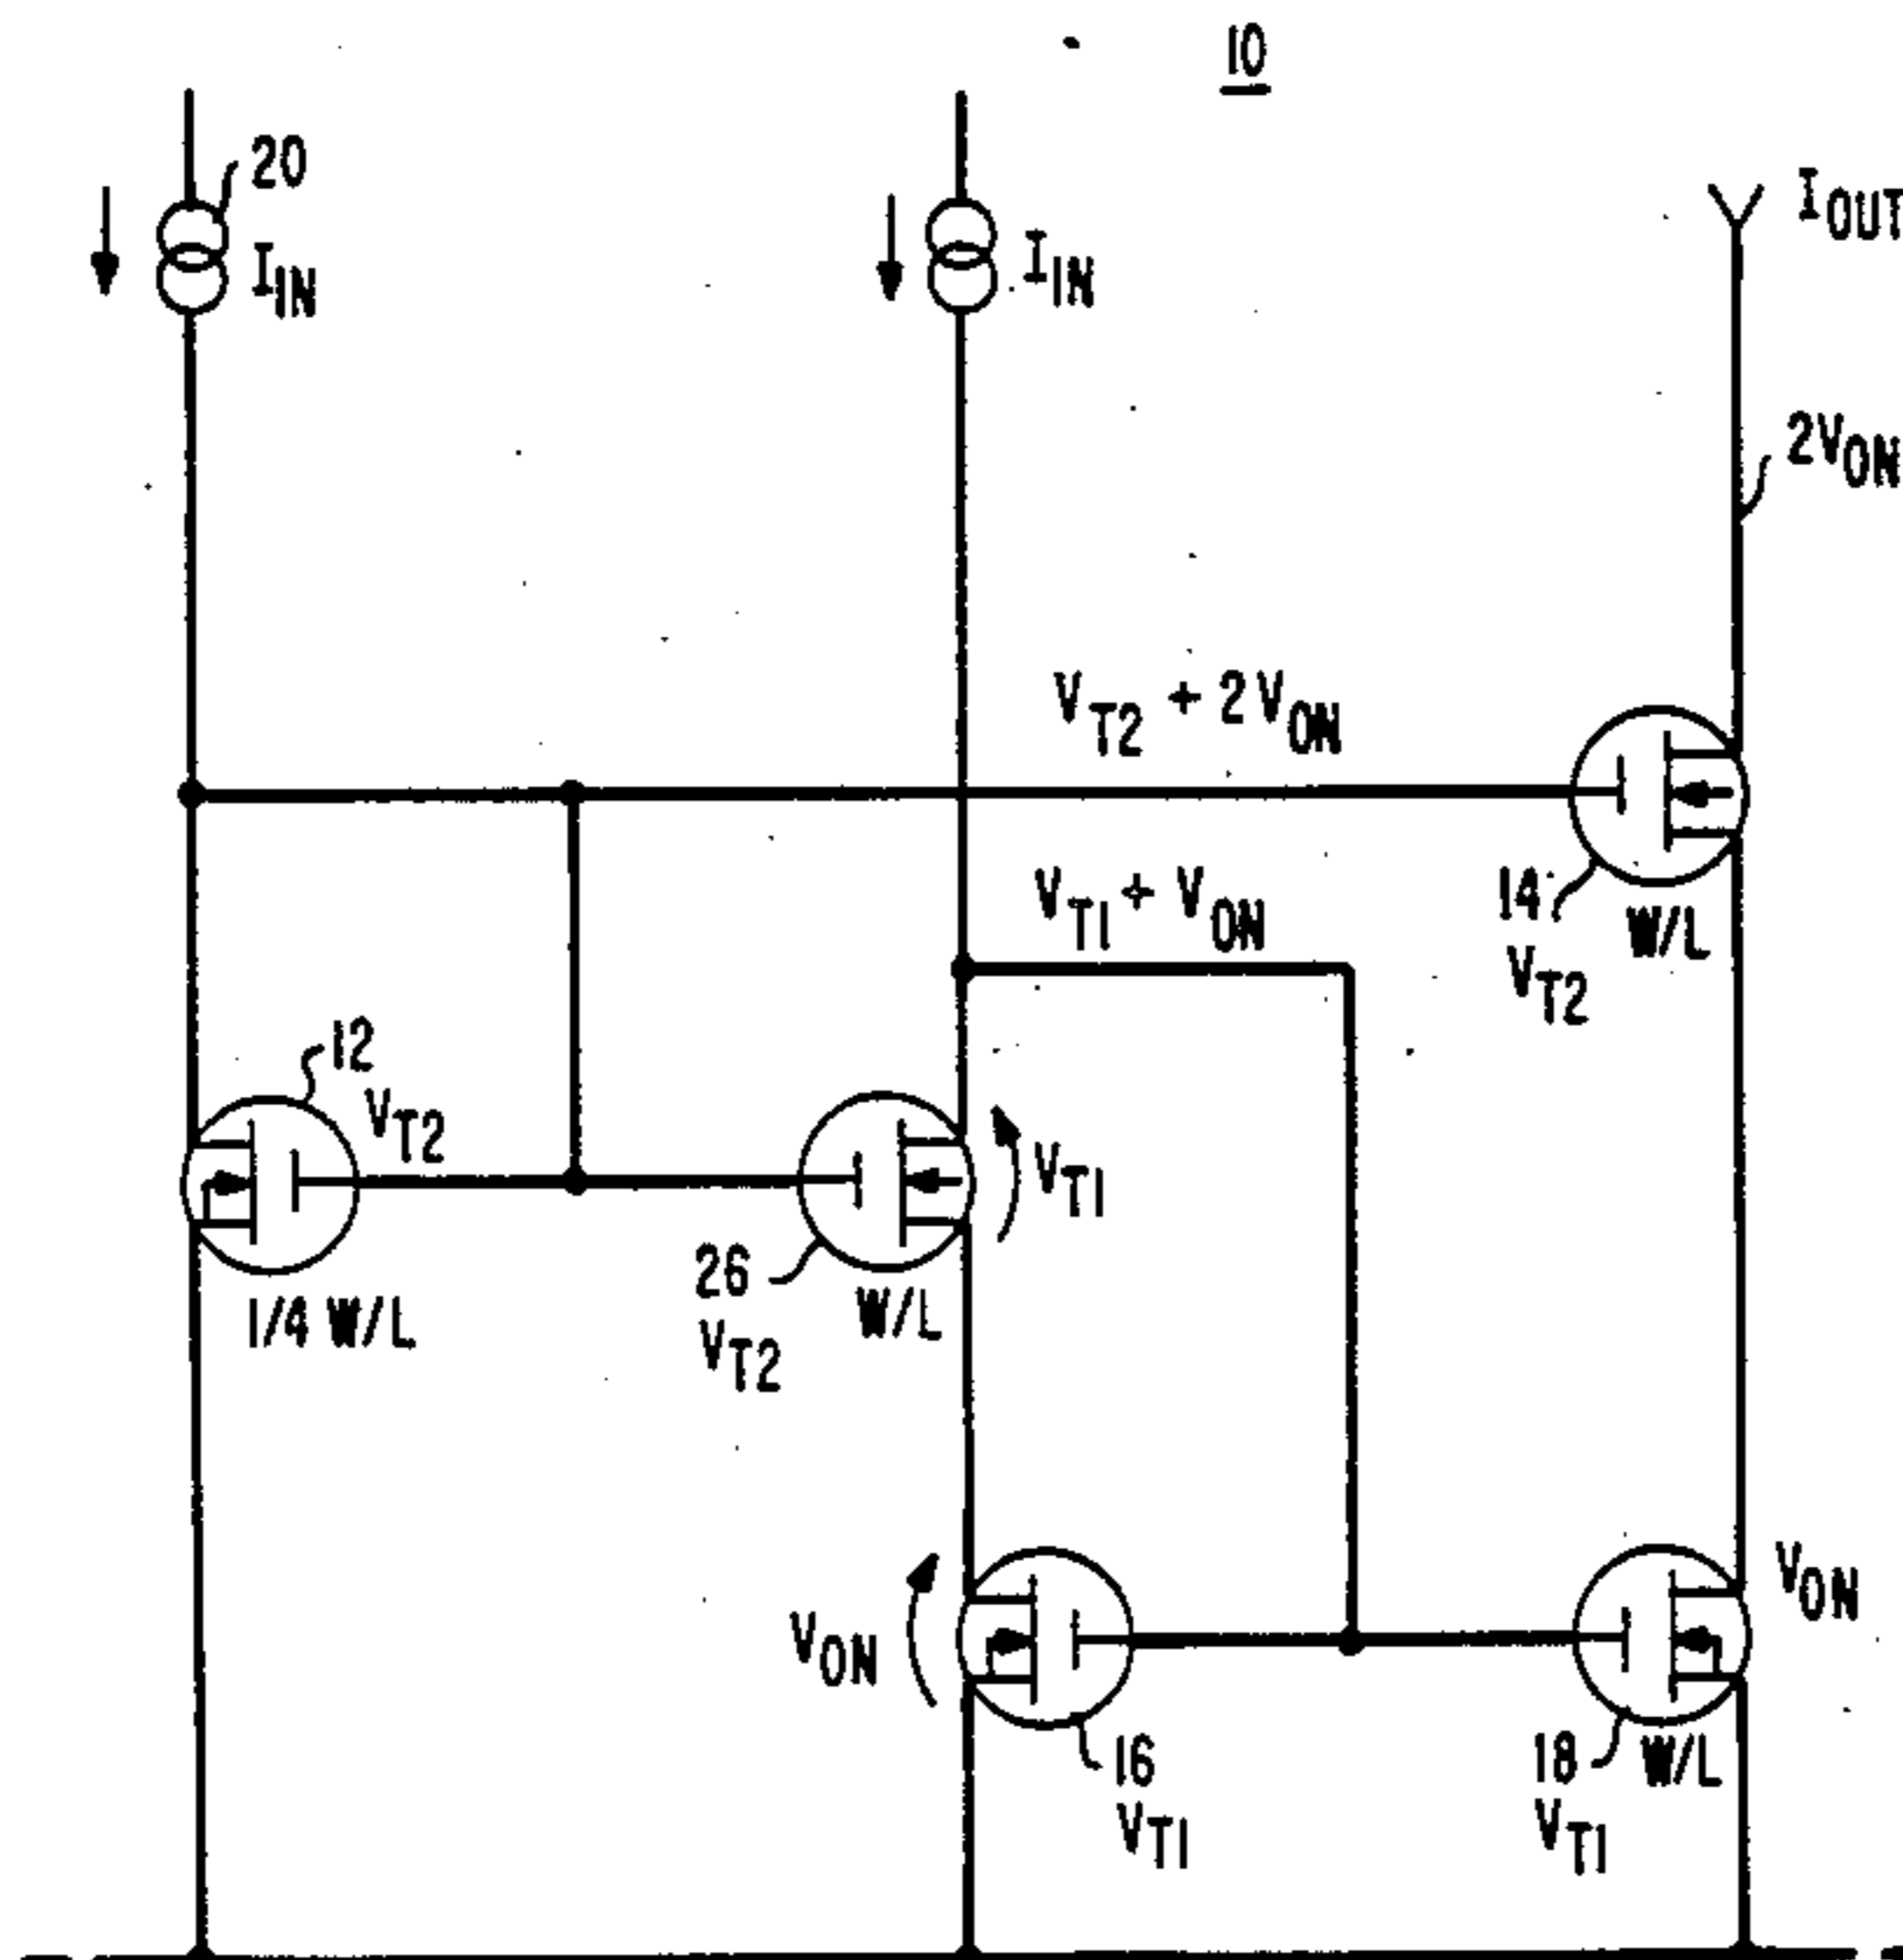 10
20
I_IN
I_IN
I_OUT
2V_ON
V_T2 + 2V_ON
V_T1 + V_ON
14
W/L
V_T2
12
V_T2
V_T1
1/4 W/L
26
W/L
V_T2
V_ON
V_ON
16
V_T1
18
W/L
V_T1